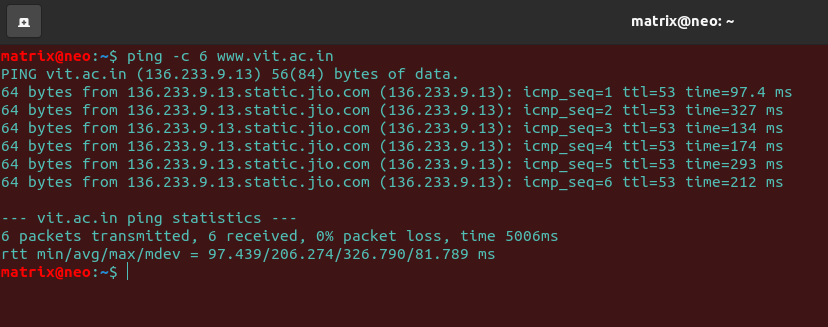 matrix@neo: ~
matrix@neo:~$ ping -c 6 www.vit.ac.in
PING vit.ac.in (136.233.9.13) 56(84) bytes of data.
64 bytes from 136.233.9.13.static.jio.com (136.233.9.13): icmp_seq=1 ttl=53 time=97.4 ms
64 bytes from 136.233.9.13.static.jio.com (136.233.9.13): icmp_seq=2 ttl=53 time=327 ms
64 bytes from 136.233.9.13.static.jio.com (136.233.9.13): icmp_seq=3 ttl=53 time=134 ms
64 bytes from 136.233.9.13.static.jio.com (136.233.9.13): icmp_seq=4 ttl=53 time=174 ms
64 bytes from 136.233.9.13.static.jio.com (136.233.9.13): icmp_seq=5 ttl=53 time=293 ms
64 bytes from 136.233.9.13.static.jio.com (136.233.9.13): icmp_seq=6 ttl=53 time=212 ms
--- vit.ac.in ping statistics ---
6 packets transmitted, 6 received, 0% packet loss, time 5006ms
rtt min/avg/max/mdev = 97.439/206.274/326.790/81.789 ms
matrix@neo:~$